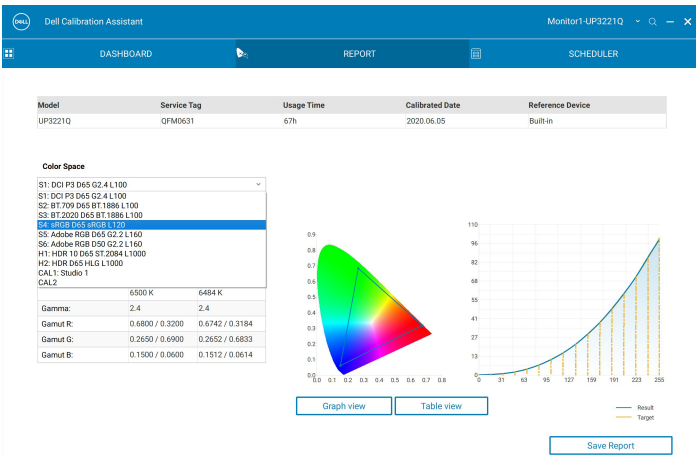 DELL Dell Calibration Assistant Monitor1-UP3221Q
DASHBOARD REPORT SCHEDULER
Model Service Tag Usage Time Calibrated Date Reference Device
UP3221Q QFM0631 67h 2020.06.05 Built-in
Color Space
S1: DCI P3 D65 G2.4 L100
S1: DCI P3 D65 G2.4 L100
S2: BT.709 D65 BT.1886 L100
S3: BT.2020 D65 BT.1886 L100
S4: sRGB D65 sRGB L120
S5: Adobe RGB D65 G2.2 L160
S6: Adobe RGB D50 G2.2 L160
H1: HDR 10 D65 ST.2084 L1000
H2: HDR D65 HLG L1000
CAL1: Studio 1
CAL2
6500 K 6484 K
Gamma: 2.4 2.4
Gamut R: 0.6800 / 0.3200 0.6742 / 0.3184
Gamut G: 0.2650 / 0.6900 0.2652 / 0.6833
Gamut B: 0.1500 / 0.0600 0.1512 / 0.0614
0.9
0.8
0.7
0.6
0.5
0.4
0.3
0.2
0.1
0.0
0.0 0.1 0.2 0.3 0.4 0.5 0.6 0.7 0.8
110
96
82
68
55
41
27
13
0
0 31 63 95 127 159 191 223 255
Graph view Table view
Result
Target
Save Report